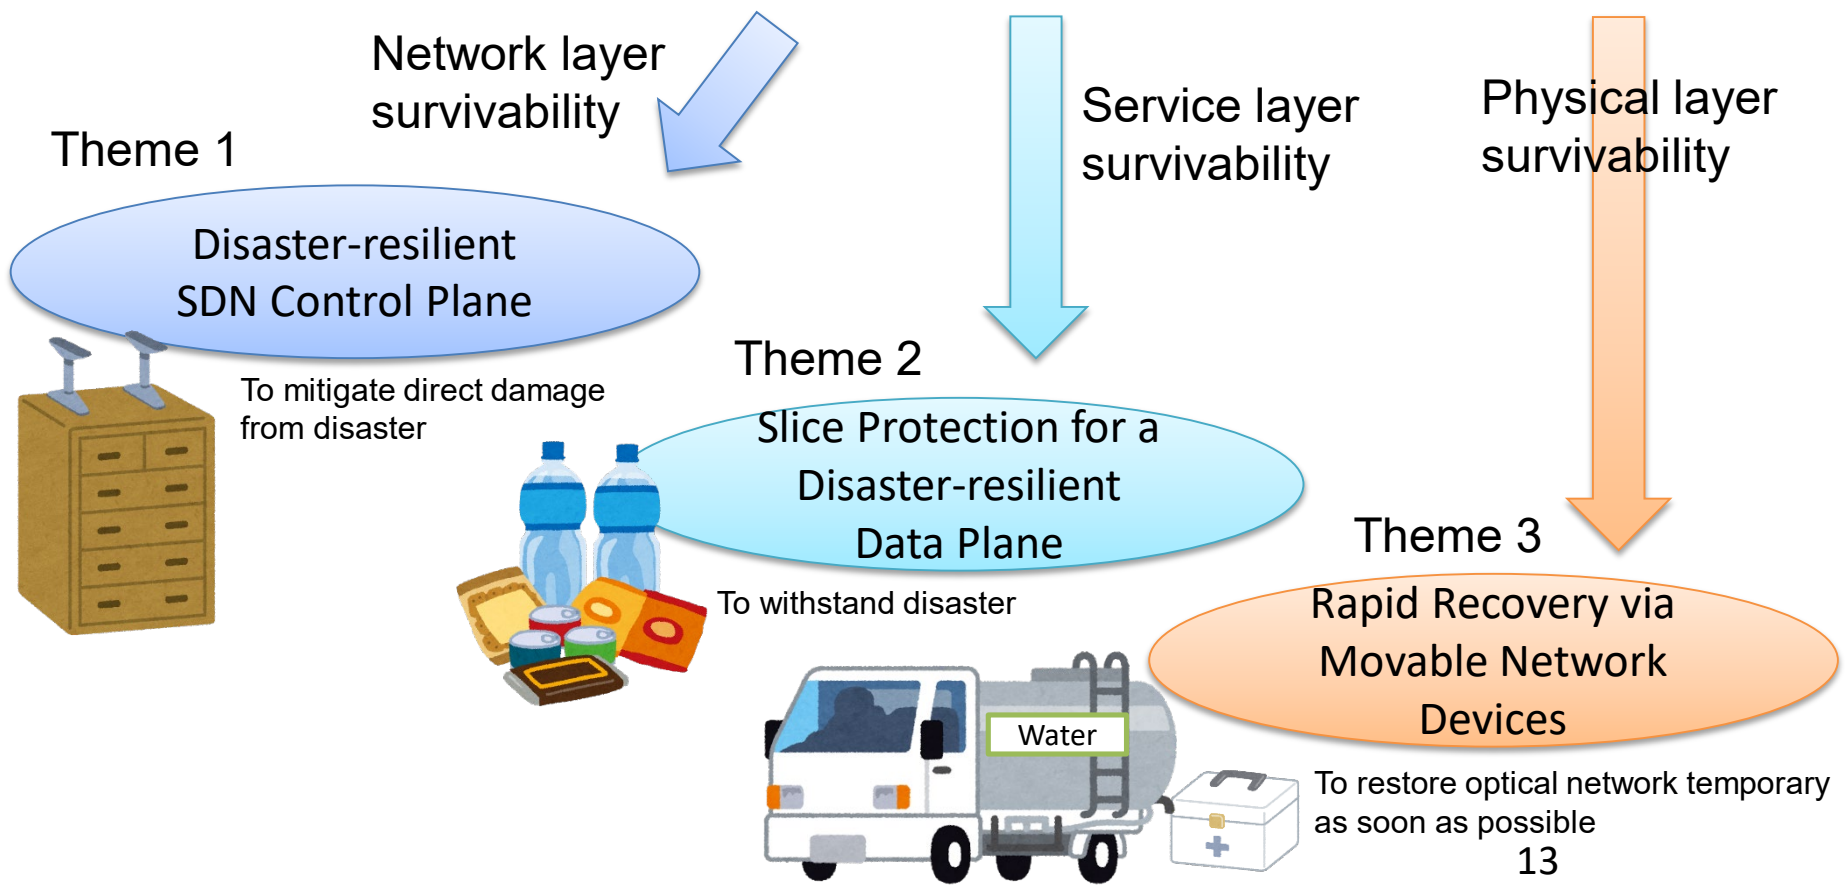 Network layer
survivability
Service layer
survivability
Physical layer
survivability
Theme 1
Disaster-resilient
SDN Control Plane
To mitigate direct damage
from disaster
Theme 2
Slice Protection for a
Disaster-resilient
Data Plane
To withstand disaster
Theme 3
Rapid Recovery via
Movable Network
Devices
Water
To restore optical network temporary
as soon as possible
13